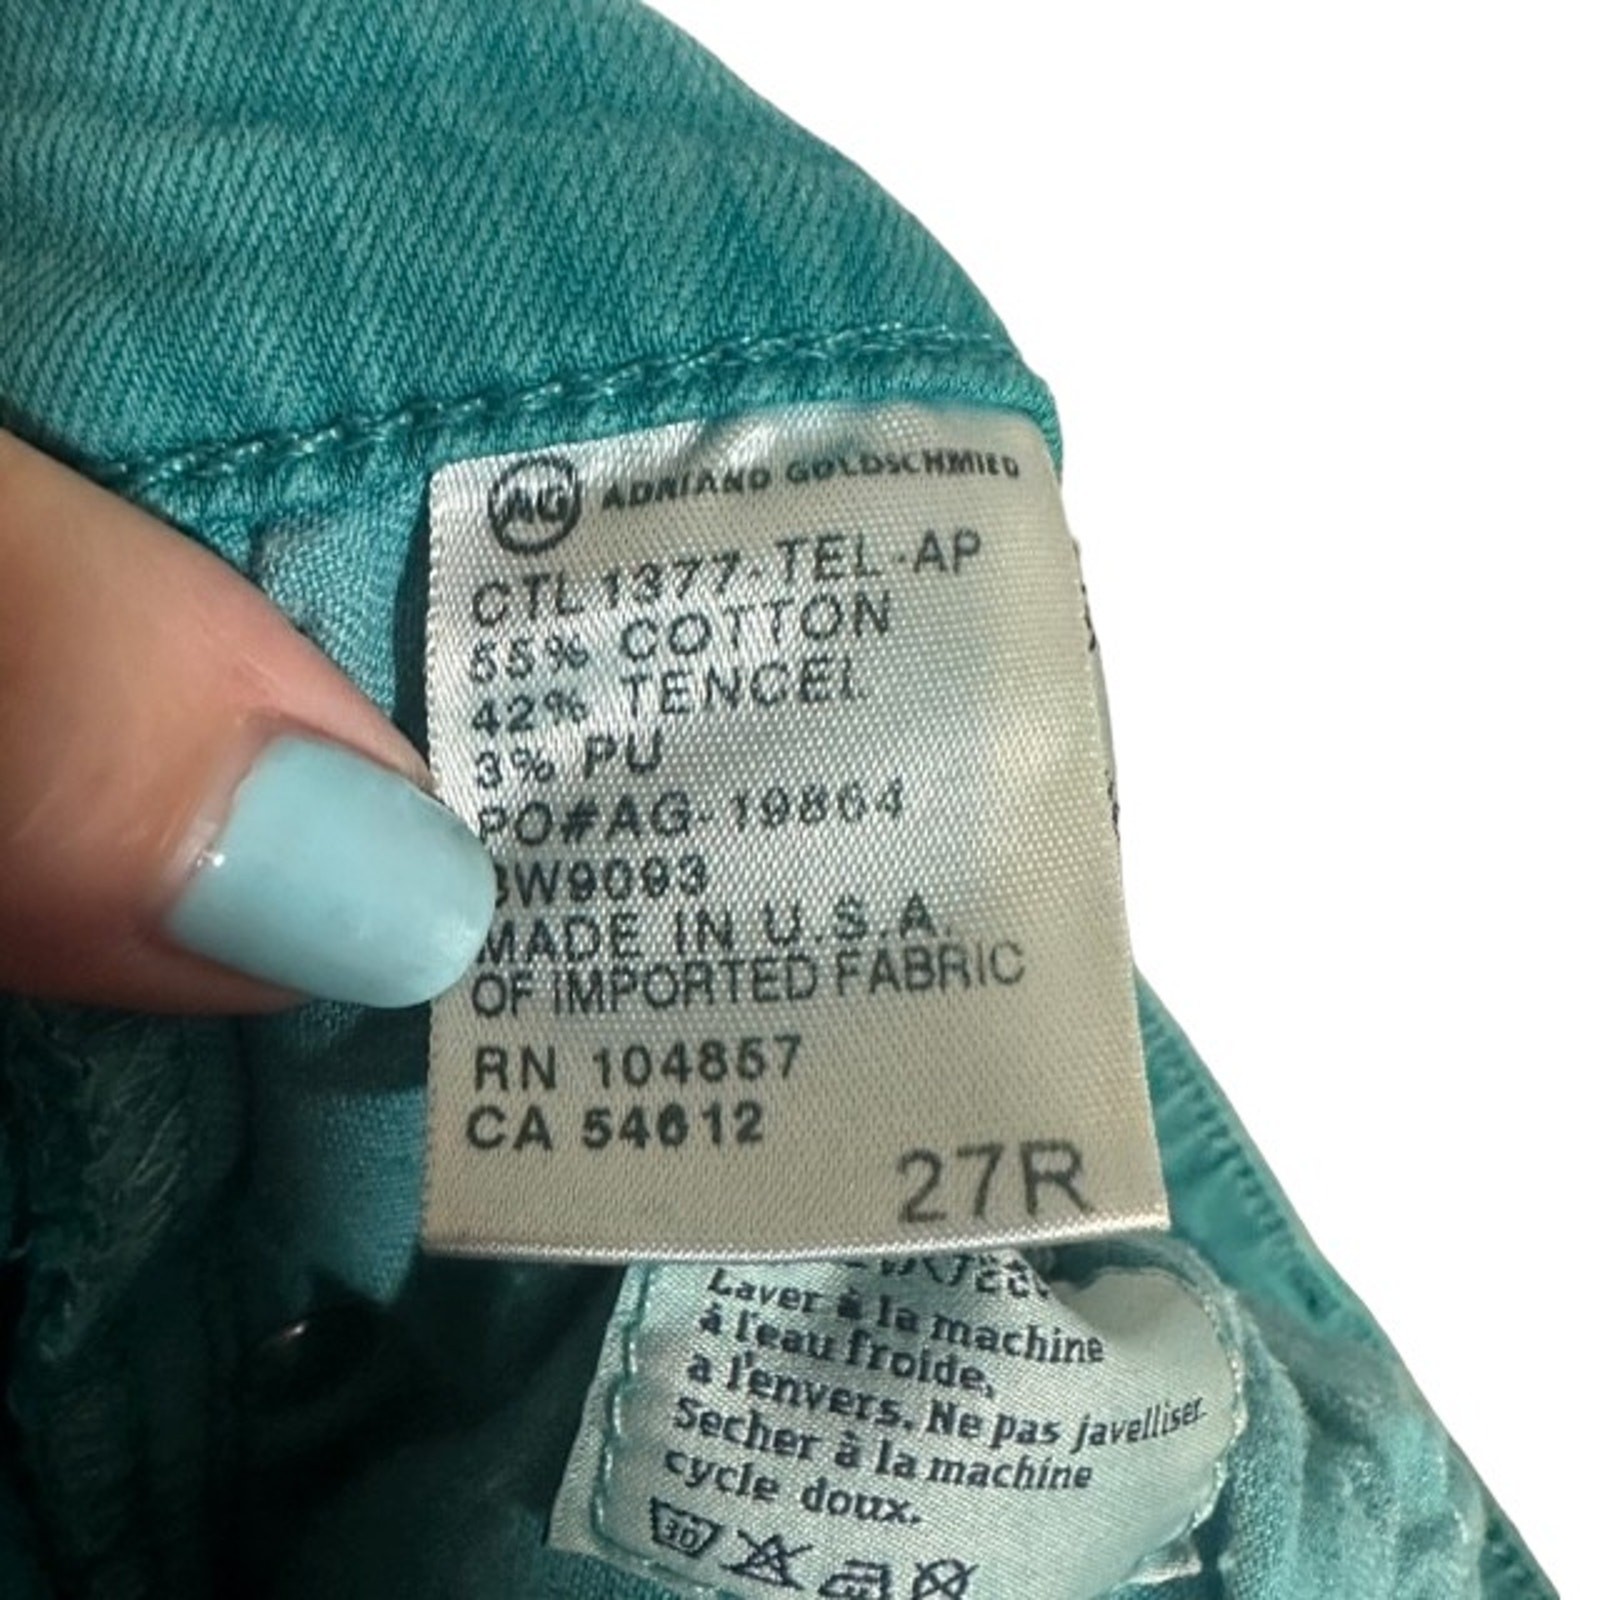 AG ADRIANO GOLDSCHMIED
CTL1377-TEL-AP
55% COTTON
42% TENCEL
3% PU
PO#AG-19864
CW9093
MADE IN U.S.A.
OF IMPORTED FABRIC
RN 104857
CA 54612
27R
Laver à la machine
à l'eau froide,
a l'envers. Ne pas javelliser.
Secher à la machine
cycle doux.
30